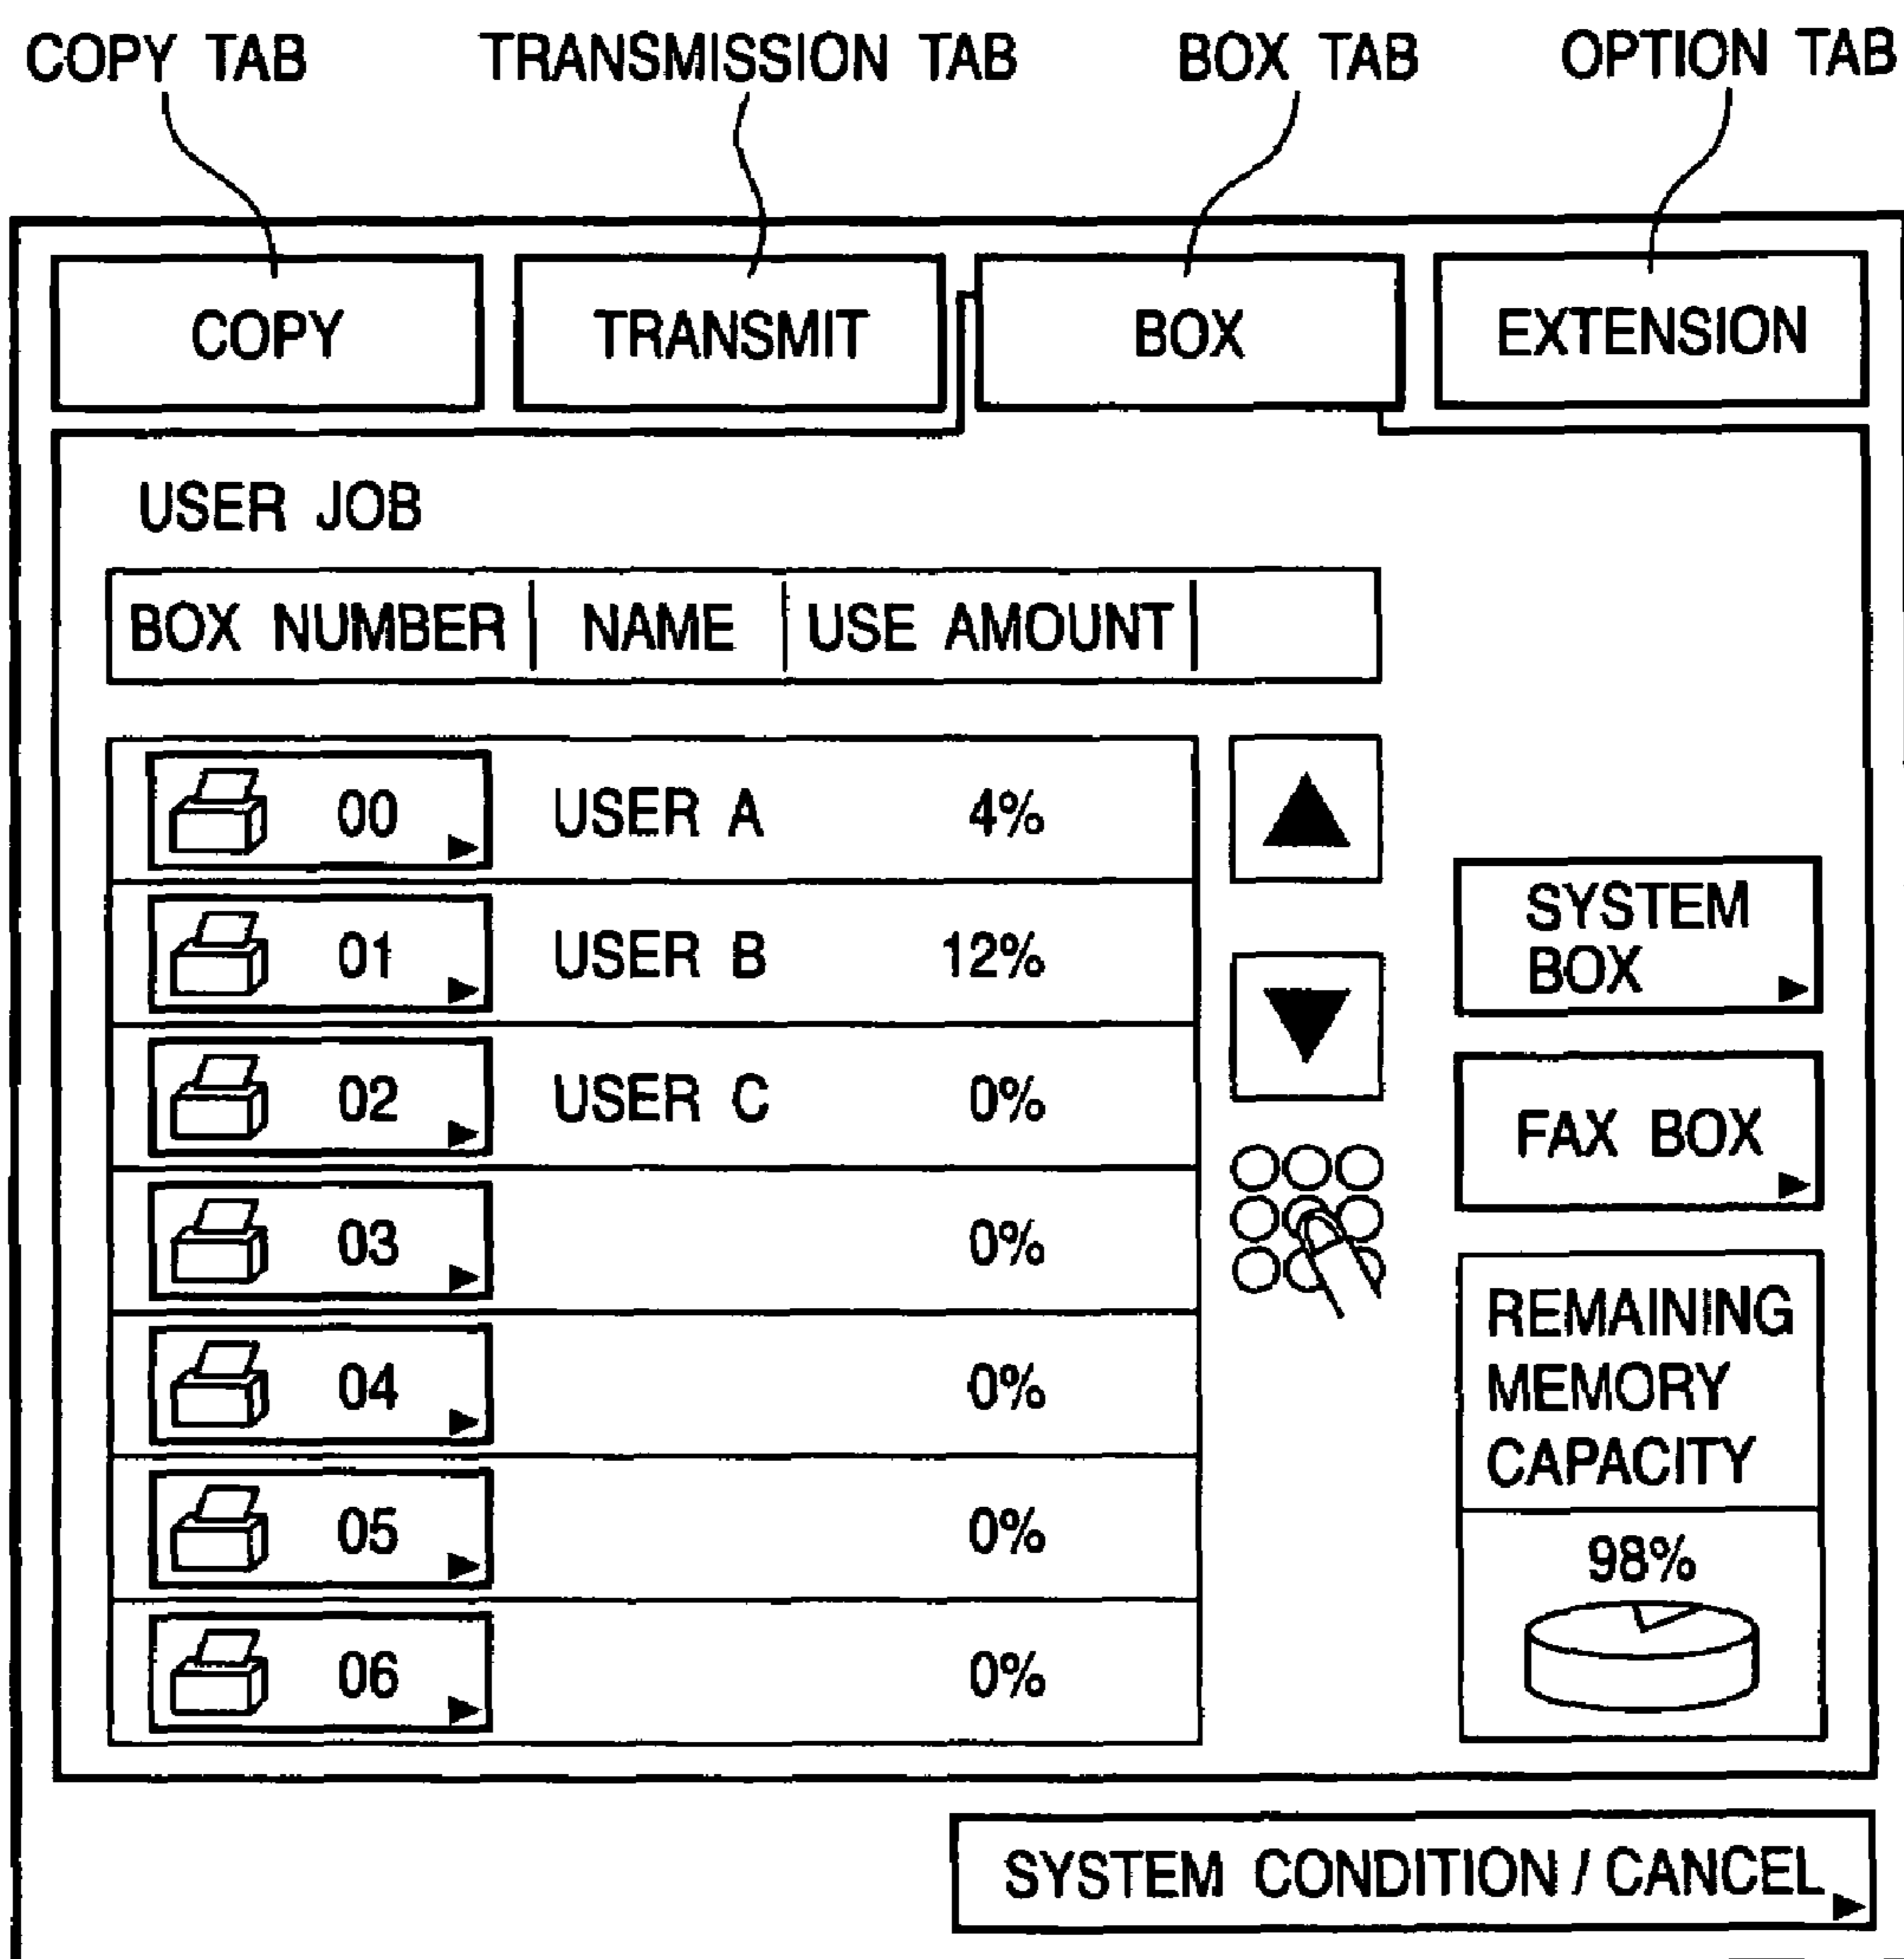 COPY TAB TRANSMISSION TAB BOX TAB OPTION TAB
COPY TRANSMIT BOX EXTENSION
USER JOB
BOX NUMBER NAME USE AMOUNT
00 USER A 4%
01 USER B 12%
02 USER C 0%
03 0%
04 0%
05 0%
06 0%
SYSTEM
BOX
FAX BOX
REMAINING
MEMORY
CAPACITY
98%
SYSTEM CONDITION / CANCEL